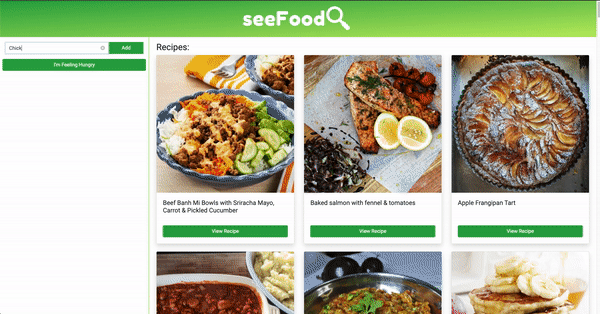 seeFood
Chick
Add
I'm Feeling Hungry
Recipes:
Beef Banh Mi Bowls with Sriracha Mayo,
Carrot & Pickled Cucumber
View Recipe
Baked salmon with fennel & tomatoes
View Recipe
Apple Frangipan Tart
View Recipe